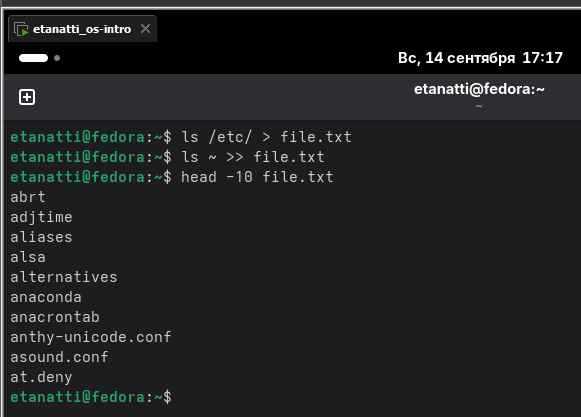 etanatti_os-intro
Вс, 14 сентября 17:17
etanatti@fedora:~
~
etanatti@fedora:~$ ls /etc/ > file.txt
etanatti@fedora:~$ ls ~ >> file.txt
etanatti@fedora:~$ head -10 file.txt
abrt
adjtime
aliases
alsa
alternatives
anaconda
anacrontab
anthy-unicode.conf
asound.conf
at.deny
etanatti@fedora:~$